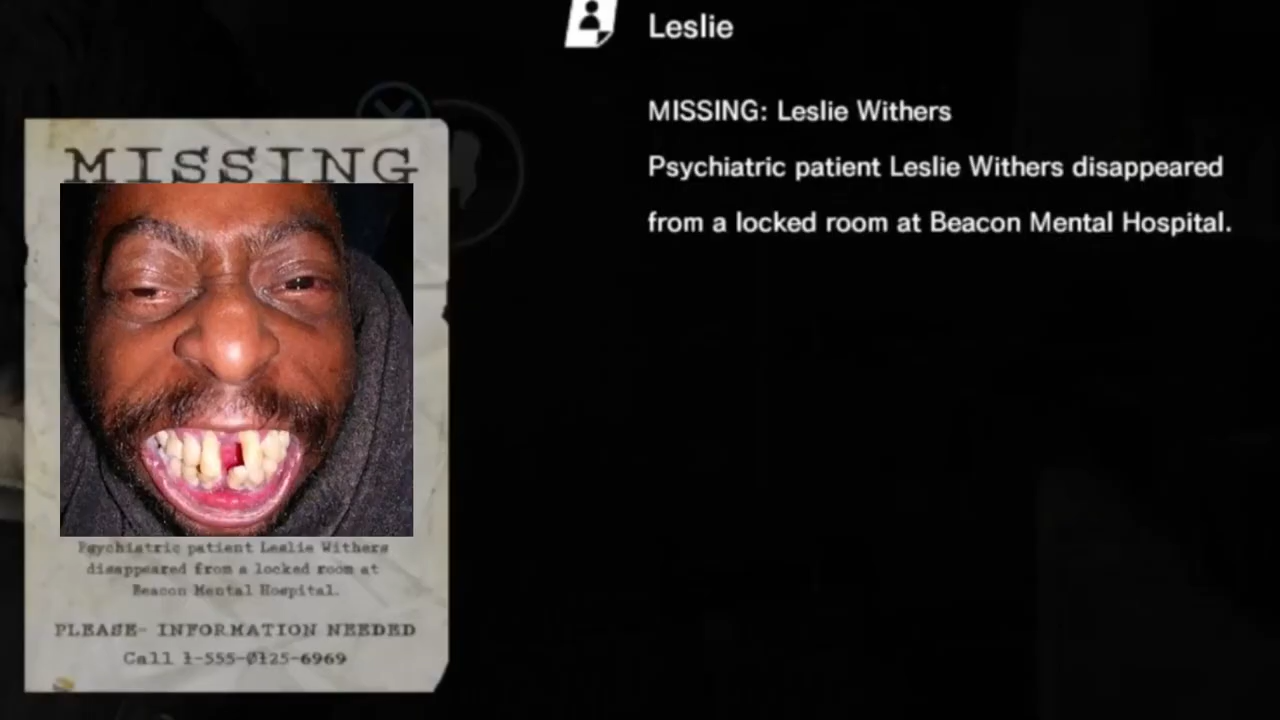 Leslie
MISSING: Leslie Withers
Psychiatric patient Leslie Withers disappeared
from a locked room at Beacon Mental Hospital.
MISSING
Psychiatric patient Leslie Withers
disappeared from a locked room at
Beacon Mental Hospital.
PLEASE- INFORMATION NEEDED
Call 1-555-0125-6969